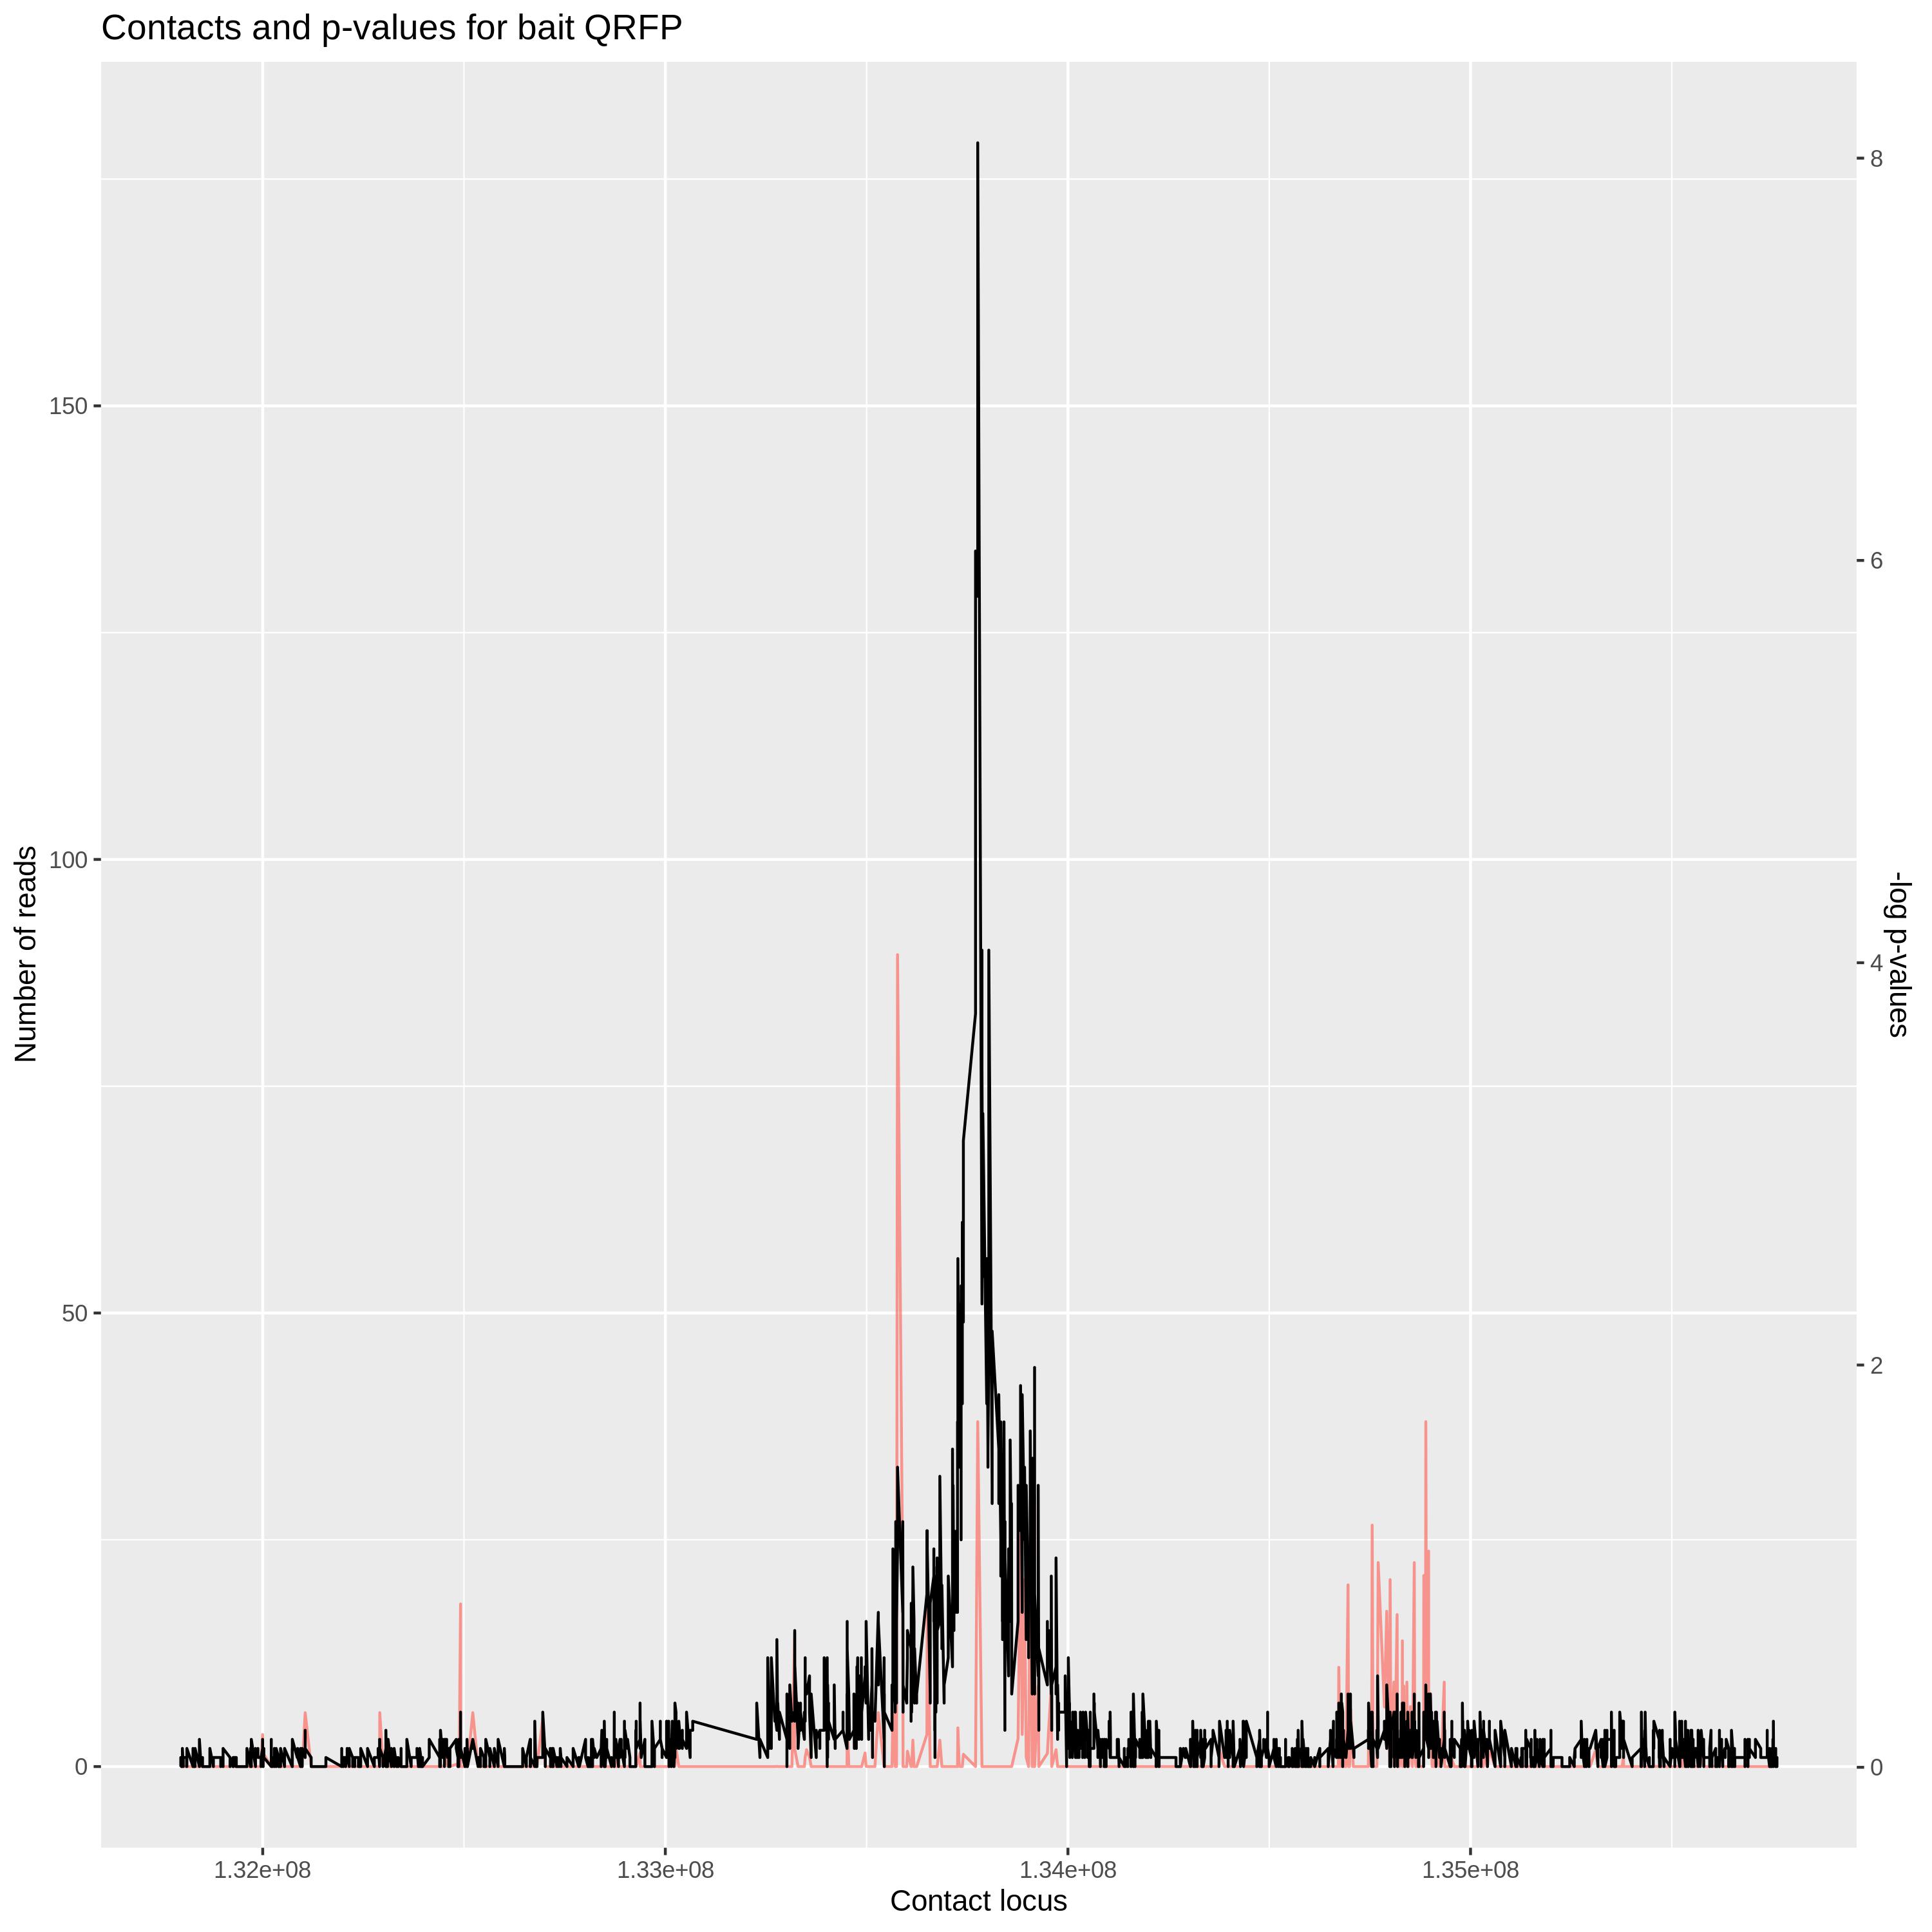 Contacts and p-values for bait QRFP
Number of reads
150
100
50
0
8
6
4
2
0
-log p-values
1.32e+08
1.33e+08
1.34e+08
1.35e+08
Contact locus